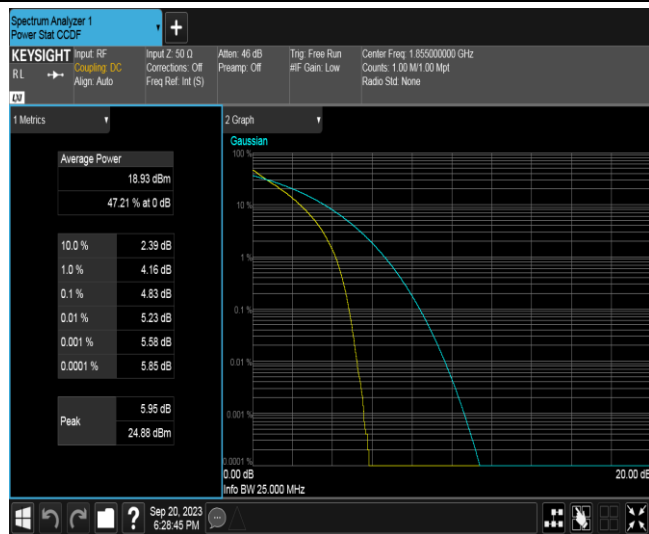 Spectrum Analyzer 1
Power Stat CCDF
+
KEYSIGHT
RL
LXI
Input: RF
Coupling: DC
Align: Auto
Input Z: 50 Ω
Corrections: Off
Freq Ref: Int (S)
Atten: 46 dB
Preamp: Off
Trig: Free Run
#IF Gain: Low
Center Freq: 1.855000000 GHz
Counts: 1.00 M/1.00 Mpt
Radio Std: None
1 Metrics
Average Power
18.93 dBm
47.21 % at 0 dB
10.0 % 2.39 dB
1.0 % 4.16 dB
0.1 % 4.83 dB
0.01 % 5.23 dB
0.001 % 5.58 dB
0.0001 % 5.85 dB
Peak
5.95 dB
24.88 dBm
2 Graph
Gaussian
100 %
10 %
1 %
0.1 %
0.01 %
0.001 %
0.0001 %
0.00 dB
20.00 dB
Info BW 25.000 MHz
?
Sep 20, 2023
6:28:45 PM